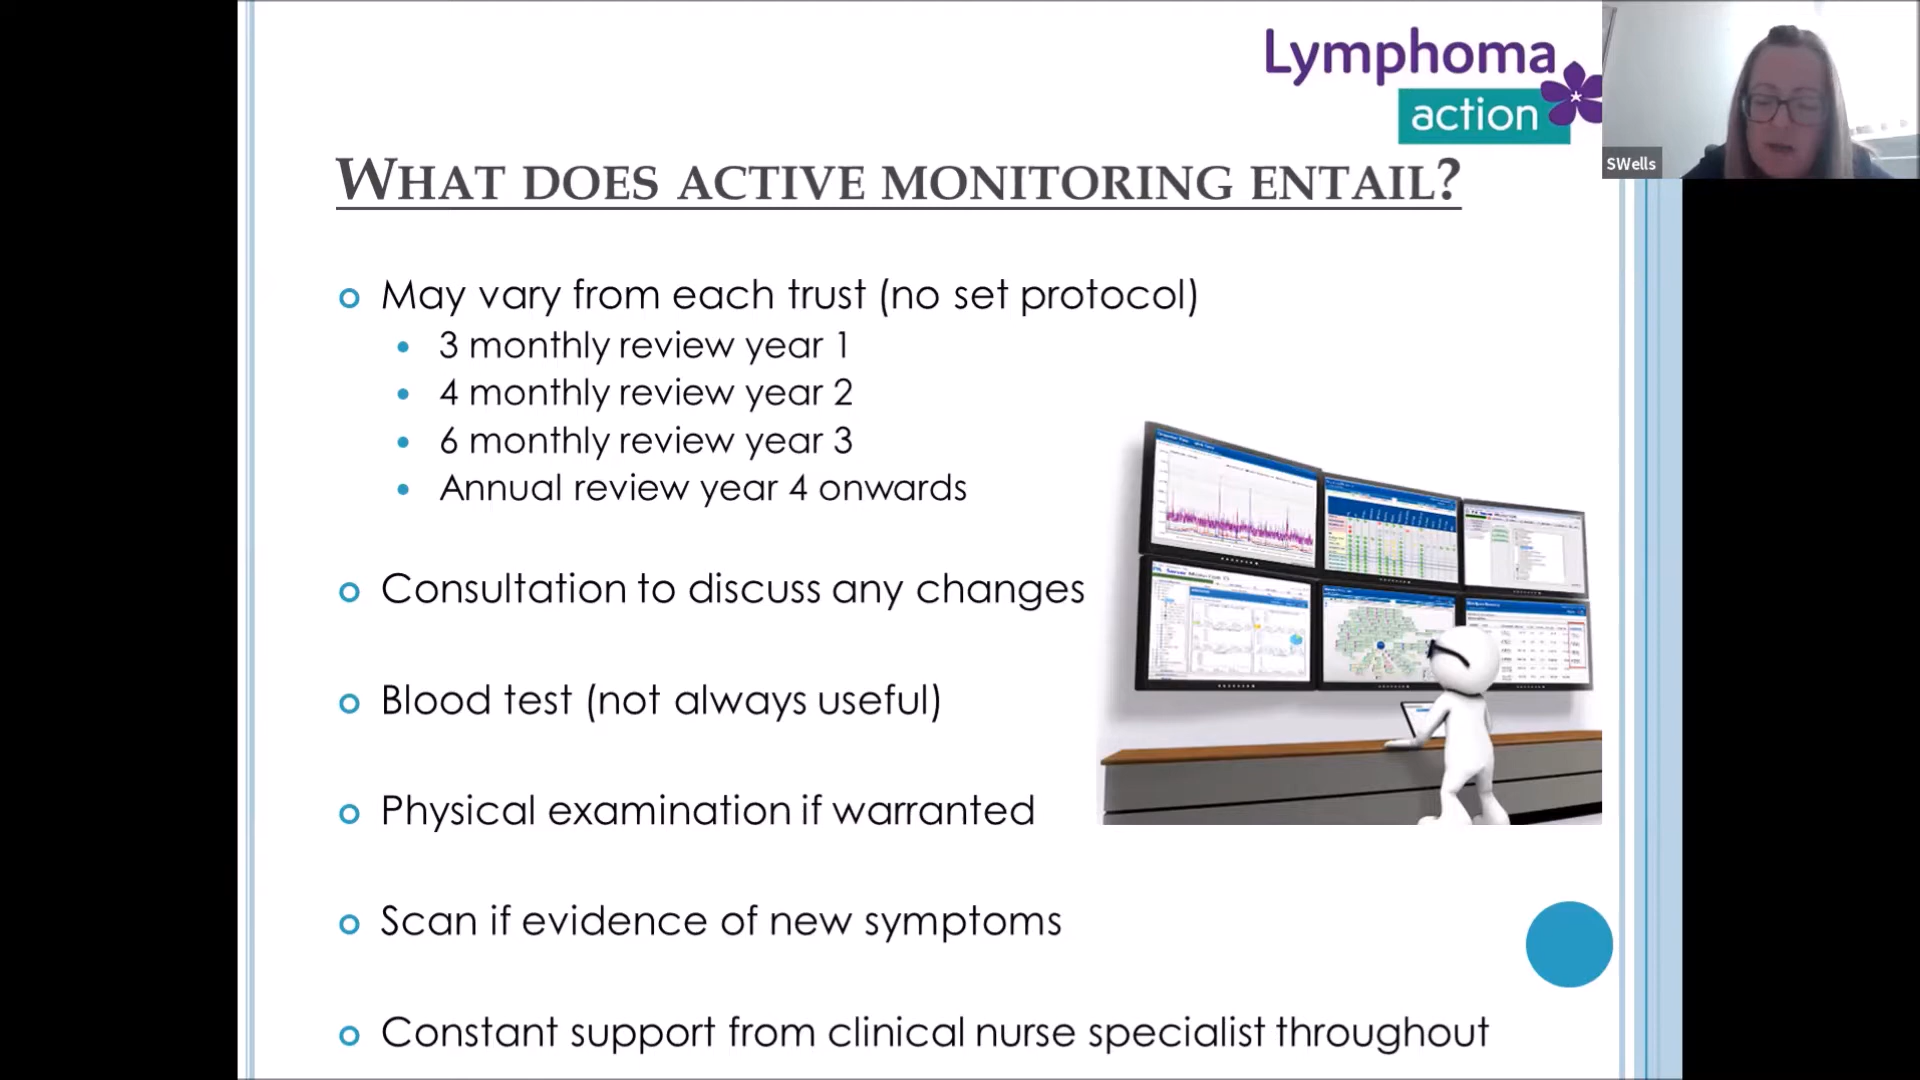 Lymphoma
action
SWells
WHAT DOES ACTIVE MONITORING ENTAIL?
May vary from each trust (no set protocol)
3 monthly review year 1
4 monthly review year 2
6 monthly review year 3
Annual review year 4 onwards
Consultation to discuss any changes
Blood test (not always useful)
Physical examination if warranted
Scan if evidence of new symptoms
Constant support from clinical nurse specialist throughout